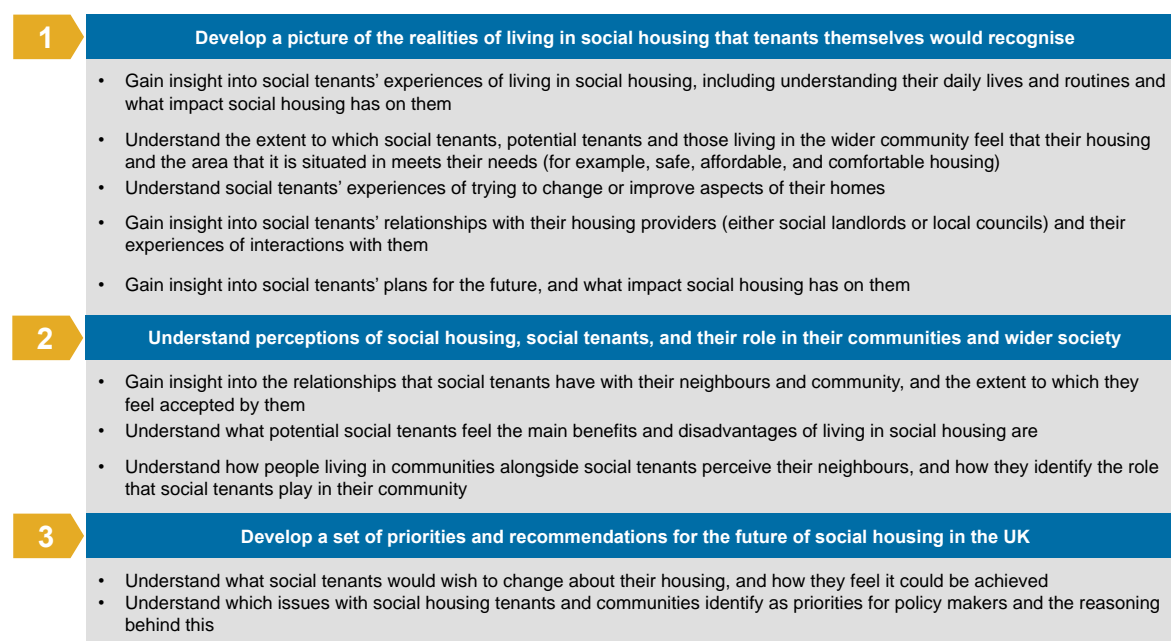 1
Develop a picture of the realities of living in social housing that tenants themselves would recognise
• Gain insight into social tenants’ experiences of living in social housing, including understanding their daily lives and routines and
what impact social housing has on them
• Understand the extent to which social tenants, potential tenants and those living in the wider community feel that their housing
and the area that it is situated in meets their needs (for example, safe, affordable, and comfortable housing)
• Understand social tenants’ experiences of trying to change or improve aspects of their homes
• Gain insight into social tenants’ relationships with their housing providers (either social landlords or local councils) and their
experiences of interactions with them
• Gain insight into social tenants’ plans for the future, and what impact social housing has on them
2
Understand perceptions of social housing, social tenants, and their role in their communities and wider society
• Gain insight into the relationships that social tenants have with their neighbours and community, and the extent to which they
feel accepted by them
• Understand what potential social tenants feel the main benefits and disadvantages of living in social housing are
• Understand how people living in communities alongside social tenants perceive their neighbours, and how they identify the role
that social tenants play in their community
3
Develop a set of priorities and recommendations for the future of social housing in the UK
• Understand what social tenants would wish to change about their housing, and how they feel it could be achieved
• Understand which issues with social housing tenants and communities identify as priorities for policy makers and the reasoning
behind this